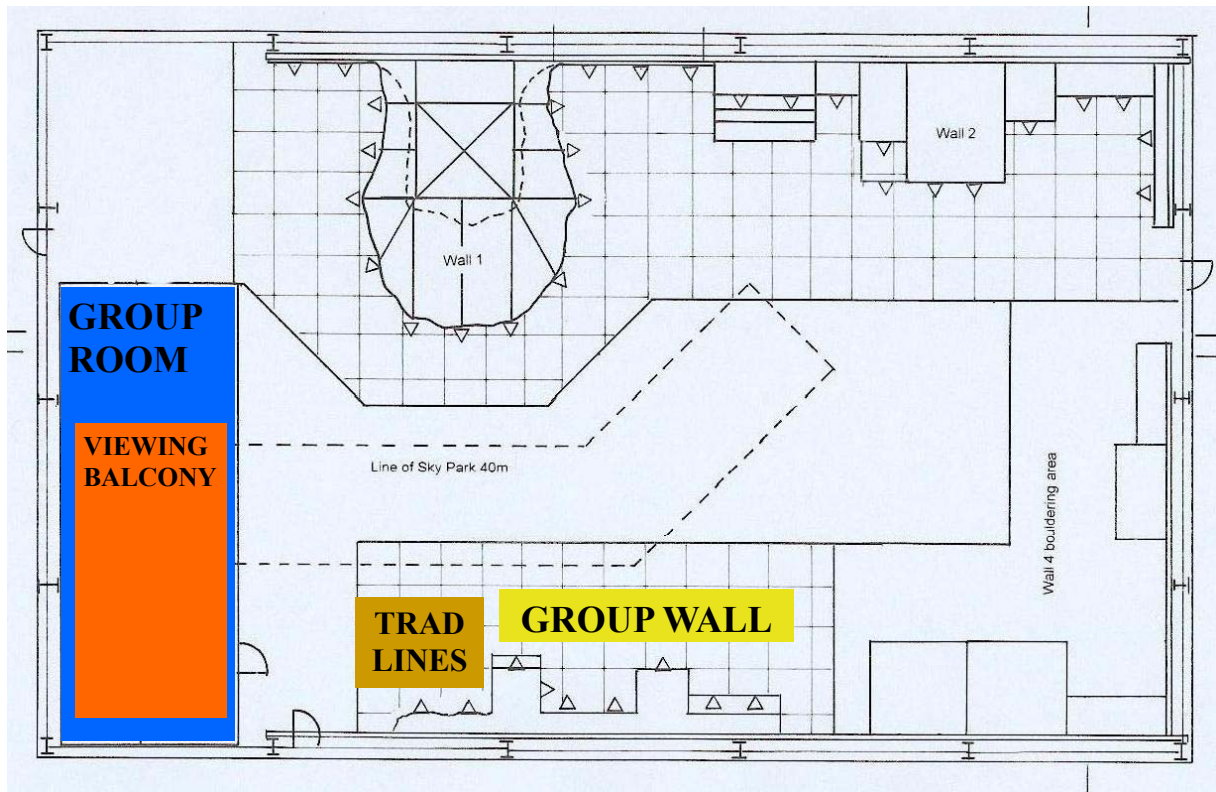 Wall 2
Wall 1
GROUP
ROOM
VIEWING
BALCONY
Line of Sky Park 40m
Wall 4 bouldering area
TRAD
LINES
GROUP WALL